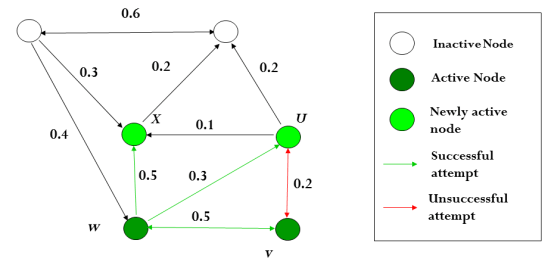 0.6
0.3
0.2
0.2
X
U
0.4
0.1
0.5
0.3
0.2
0.5
W
V
Inactive Node
Active Node
Newly active
node
Successful
attempt
Unsuccessful
attempt